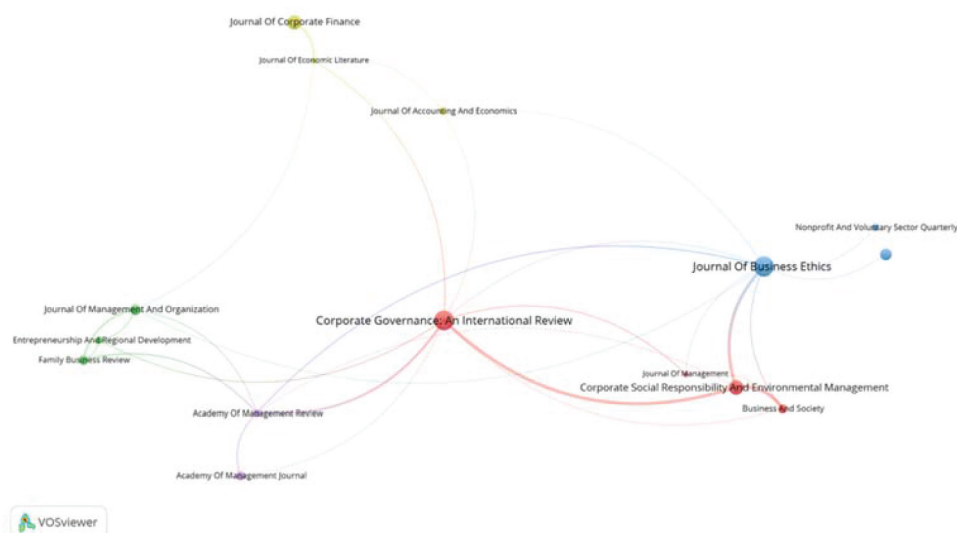 Journal Of Corporate Finance
Journal Of Economic Literature
Journal Of Accounting And Economics
Nonprofit And Voluntary Sector Quarterly
Journal Of Business Ethics
Journal Of Management And Organization
Corporate Governance: An International Review
Entrepreneurship And Regional Development
Family Business Review
Journal Of Management
Corporate Social Responsibility And Environmental Management
Business And Society
Academy Of Management Review
Academy Of Management Journal
VOSviewer